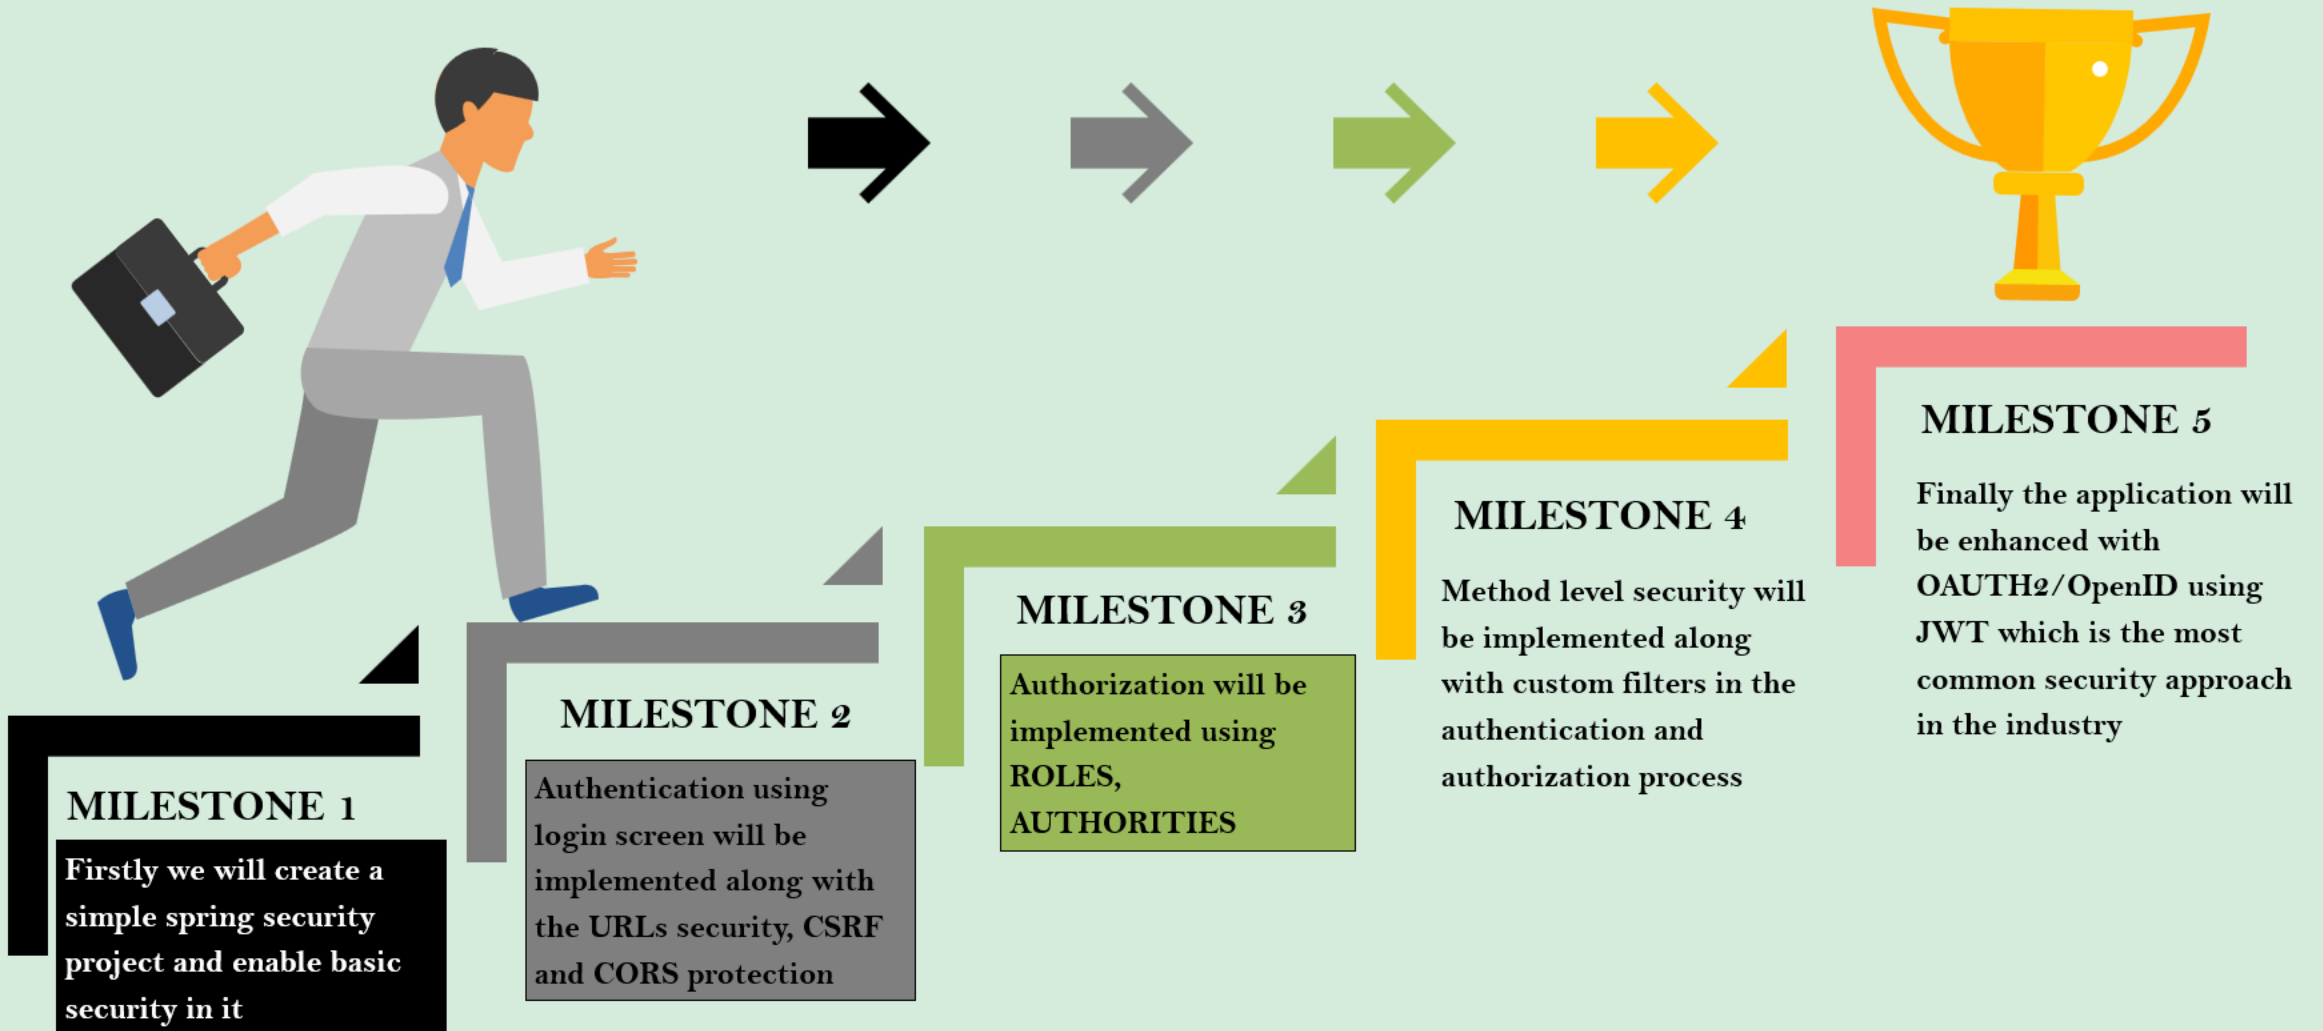 MILESTONE 1
Firstly we will create a
simple spring security
project and enable basic
security in it
MILESTONE 2
Authentication using
login screen will be
implemented along with
the URLs security, CSRF
and CORS protection
MILESTONE 3
Authorization will be
implemented using
ROLES,
AUTHORITIES
MILESTONE 4
Method level security will
be implemented along
with custom filters in the
authentication and
authorization process
MILESTONE 5
Finally the application will
be enhanced with
OAUTH2/OpenID using
JWT which is the most
common security approach
in the industry